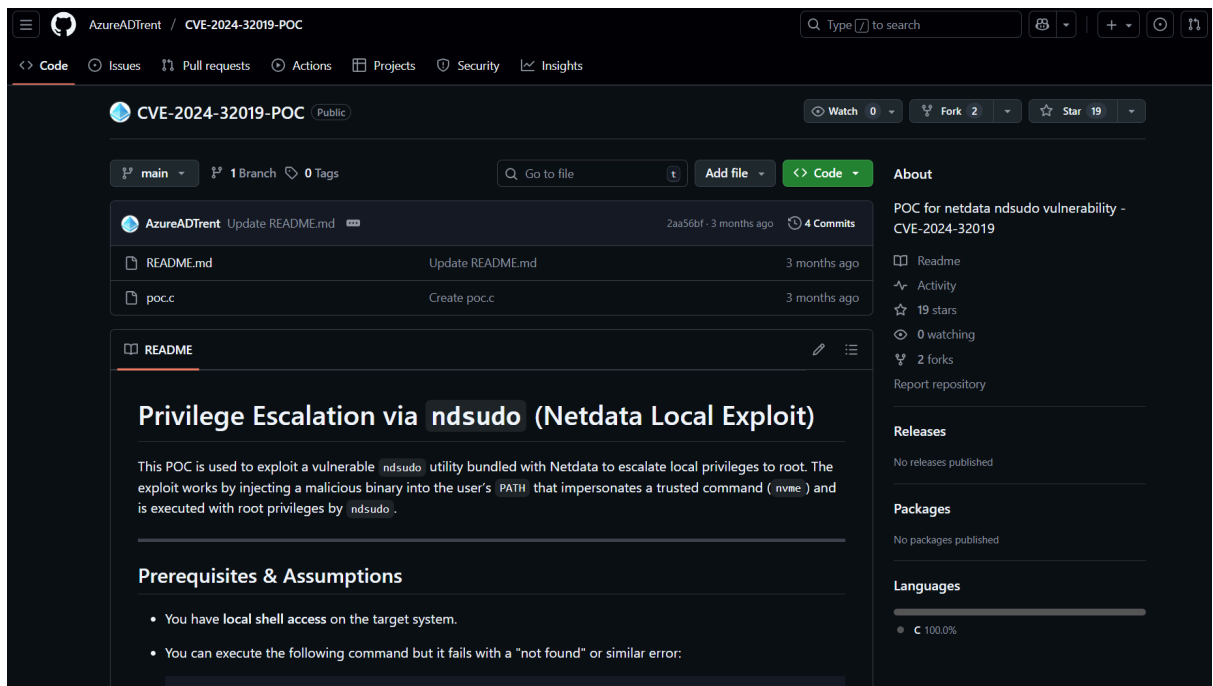 AzureADTrent / CVE-2024-32019-POC
Type / to search
Code Issues Pull requests Actions Projects Security Insights
CVE-2024-32019-POC Public
Watch 0 Fork 2 Star 19
main 1 Branch 0 Tags
Go to file t Add file Code
AzureADTrent Update README.md 2aa56bf · 3 months ago 4 Commits
README.md Update README.md 3 months ago
poc.c Create poc.c 3 months ago
README
Privilege Escalation via ndsudo (Netdata Local Exploit)
This POC is used to exploit a vulnerable ndsudo utility bundled with Netdata to escalate local privileges to root. The
exploit works by injecting a malicious binary into the user's PATH that impersonates a trusted command ( nvme ) and
is executed with root privileges by ndsudo .
Prerequisites & Assumptions
• You have local shell access on the target system.
• You can execute the following command but it fails with a "not found" or similar error:
About
POC for netdata ndsudo vulnerability -
CVE-2024-32019
Readme
Activity
19 stars
0 watching
2 forks
Report repository
Releases
No releases published
Packages
No packages published
Languages
C 100.0%